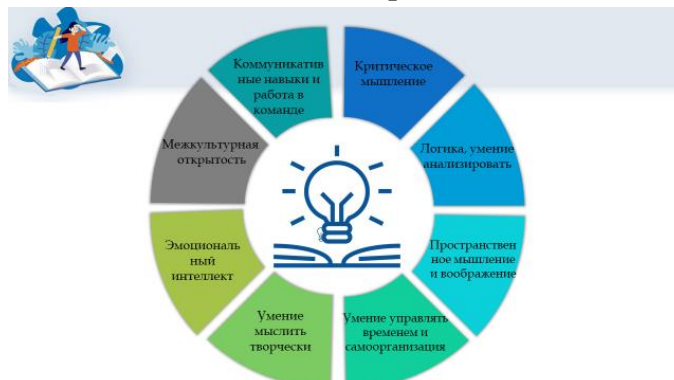 Коммуникатив
ные навыки и
работа в
команде
Критическое
мышление
Логика, умение
анализировать
Пространствен
ное мышление
и воображение
Умение управлять
временем и
самоорганизация
Умение
мыслить
творчески
Эмоциональ
ный
интеллект
Межкультурная
открытость